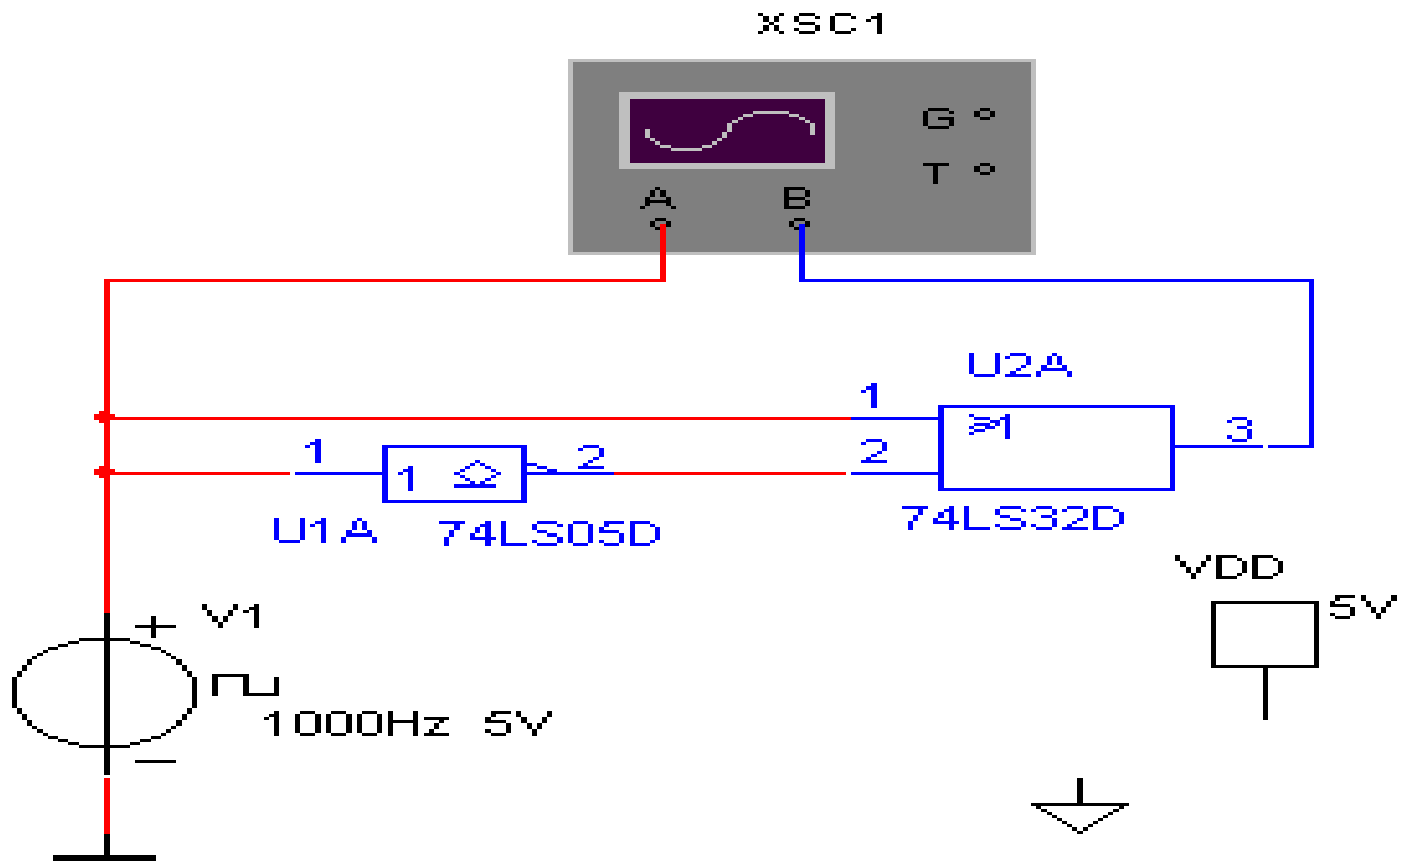 XSC1
G
T
A B
U2A
1
≥1
3
1
2
2
1
U1A 74LS05D
74LS32D
VDD
5V
V1
1000Hz 5V